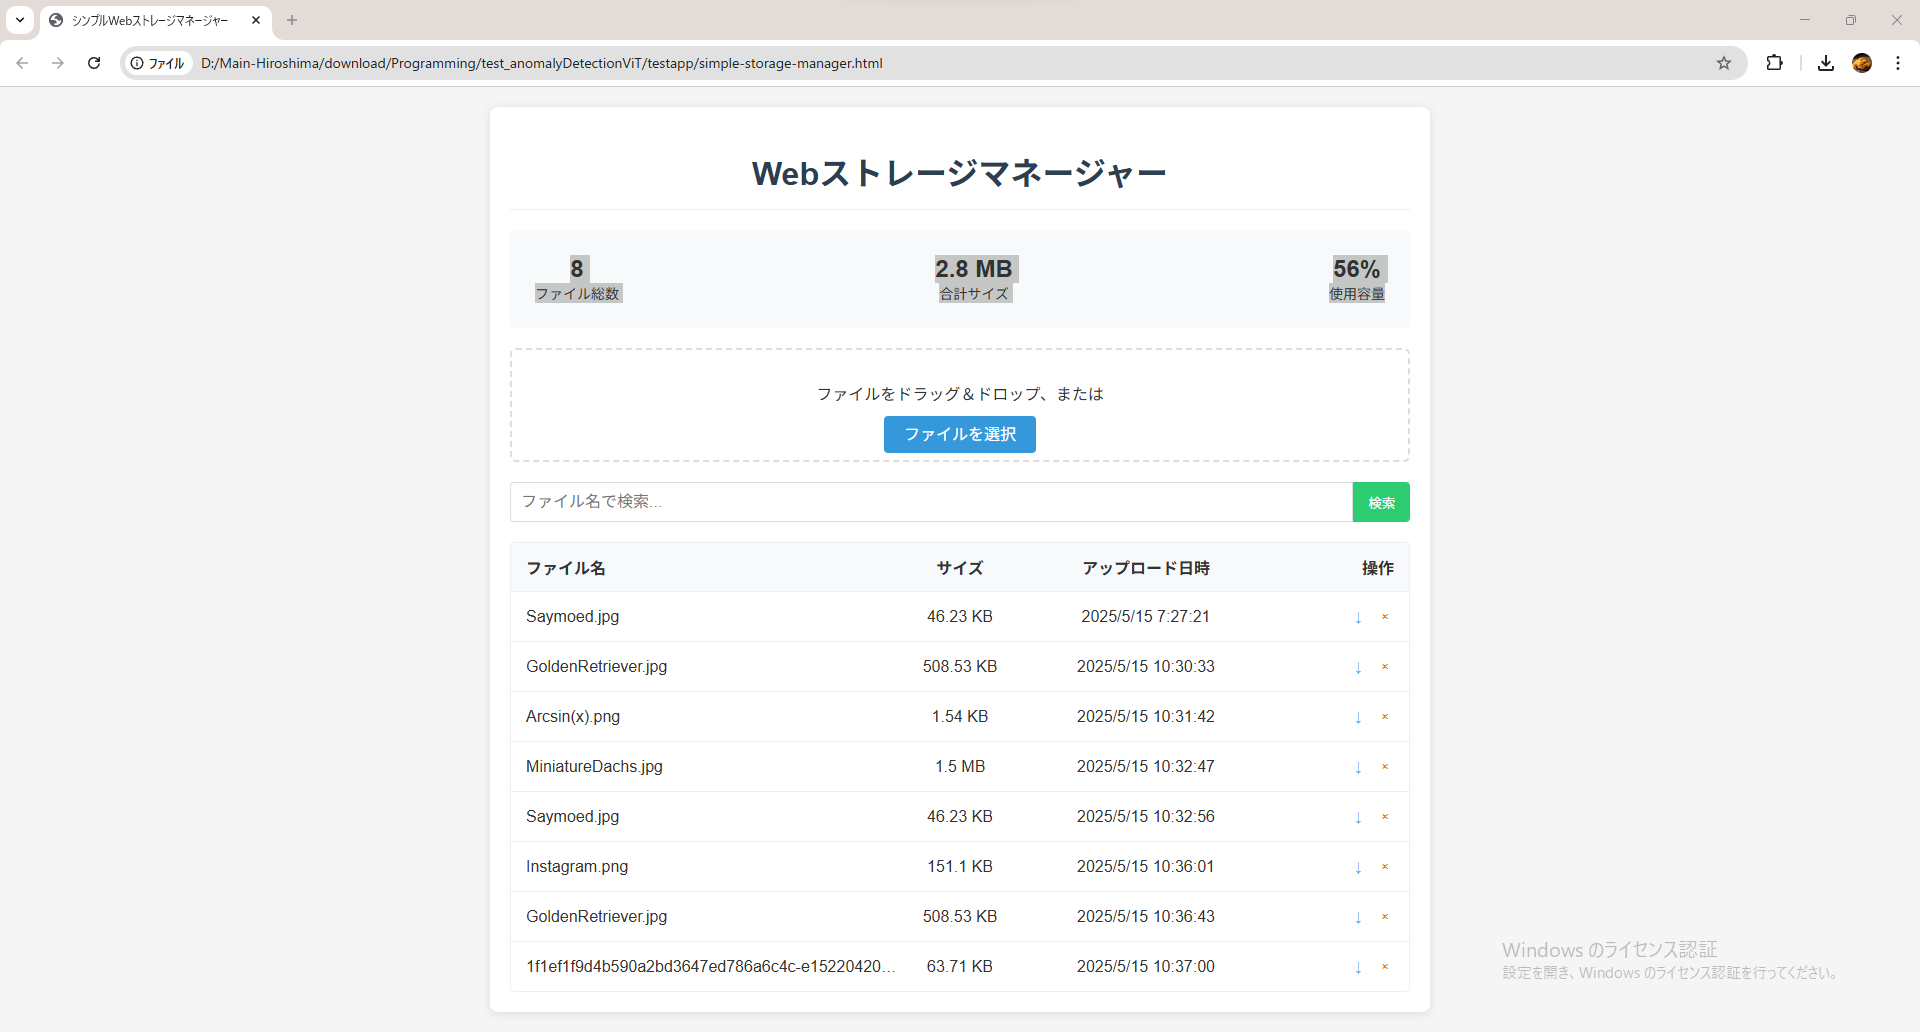 シンプルWebストレージマネージャー
ファイル D:/Main-Hiroshima/download/Programming/test_anomalyDetectionViT/testapp/simple-storage-manager.html
Webストレージマネージャー
8 2.8 MB 56%
ファイル総数 合計サイズ 使用容量
ファイルをドラッグ＆ドロップ、または
ファイルを選択
ファイル名で検索... 検索
ファイル名 サイズ アップロード日時 操作
Saymoed.jpg 46.23 KB 2025/5/15 7:27:21 ↓ ×
GoldenRetriever.jpg 508.53 KB 2025/5/15 10:30:33 ↓ ×
Arcsin(x).png 1.54 KB 2025/5/15 10:31:42 ↓ ×
MiniatureDachs.jpg 1.5 MB 2025/5/15 10:32:47 ↓ ×
Saymoed.jpg 46.23 KB 2025/5/15 10:32:56 ↓ ×
Instagram.png 151.1 KB 2025/5/15 10:36:01 ↓ ×
GoldenRetriever.jpg 508.53 KB 2025/5/15 10:36:43 ↓ ×
1f1ef1f9d4b590a2bd3647ed786a6c4c-e15220420... 63.71 KB 2025/5/15 10:37:00 ↓ ×
Windows のライセンス認証
設定を開き、Windows のライセンス認証を行ってください。